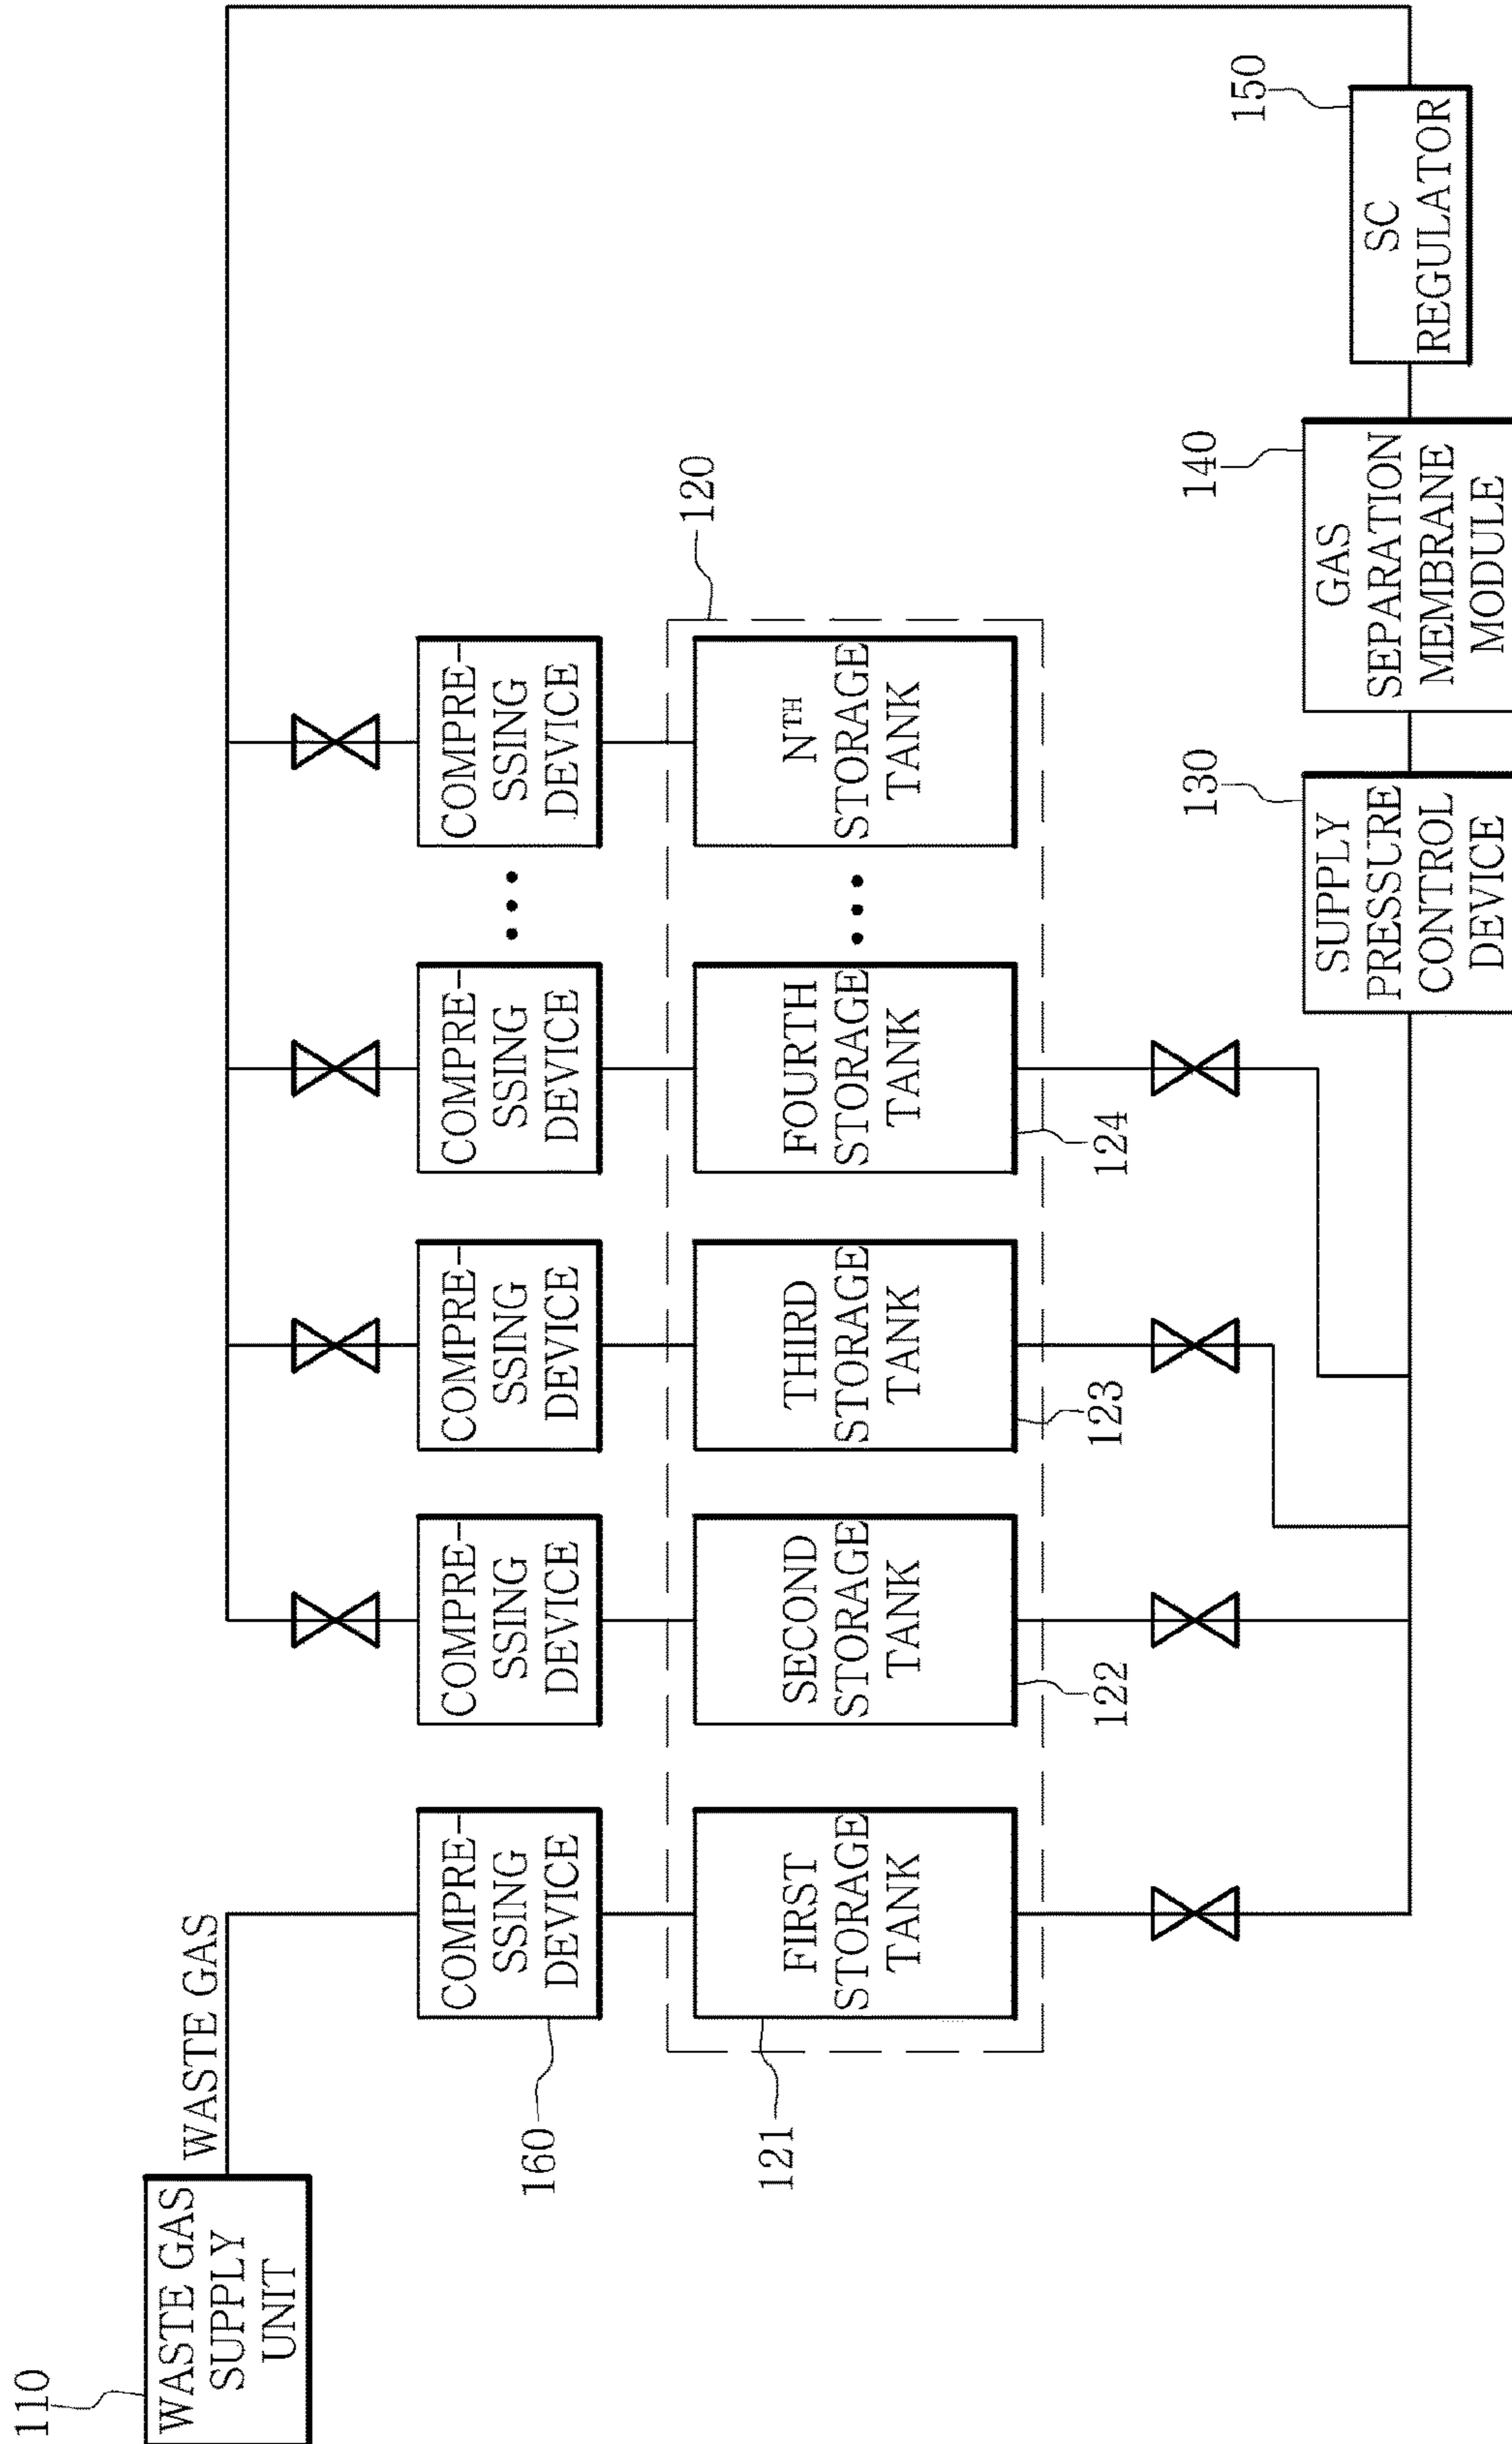 110
WASTE GAS
SUPPLY
UNIT
WASTE GAS
160
COMPRE-
SSING
DEVICE
COMPRE-
SSING
DEVICE
COMPRE-
SSING
DEVICE
COMPRE-
SSING
DEVICE
COMPRE-
SSING
DEVICE
120
121
FIRST
STORAGE
TANK
SECOND
STORAGE
TANK
122
THIRD
STORAGE
TANK
123
FOURTH
STORAGE
TANK
124
NTH
STORAGE
TANK
130
SUPPLY
PRESSURE
CONTROL
DEVICE
140
GAS
SEPARATION
MEMBRANE
MODULE
150
SC
REGULATOR